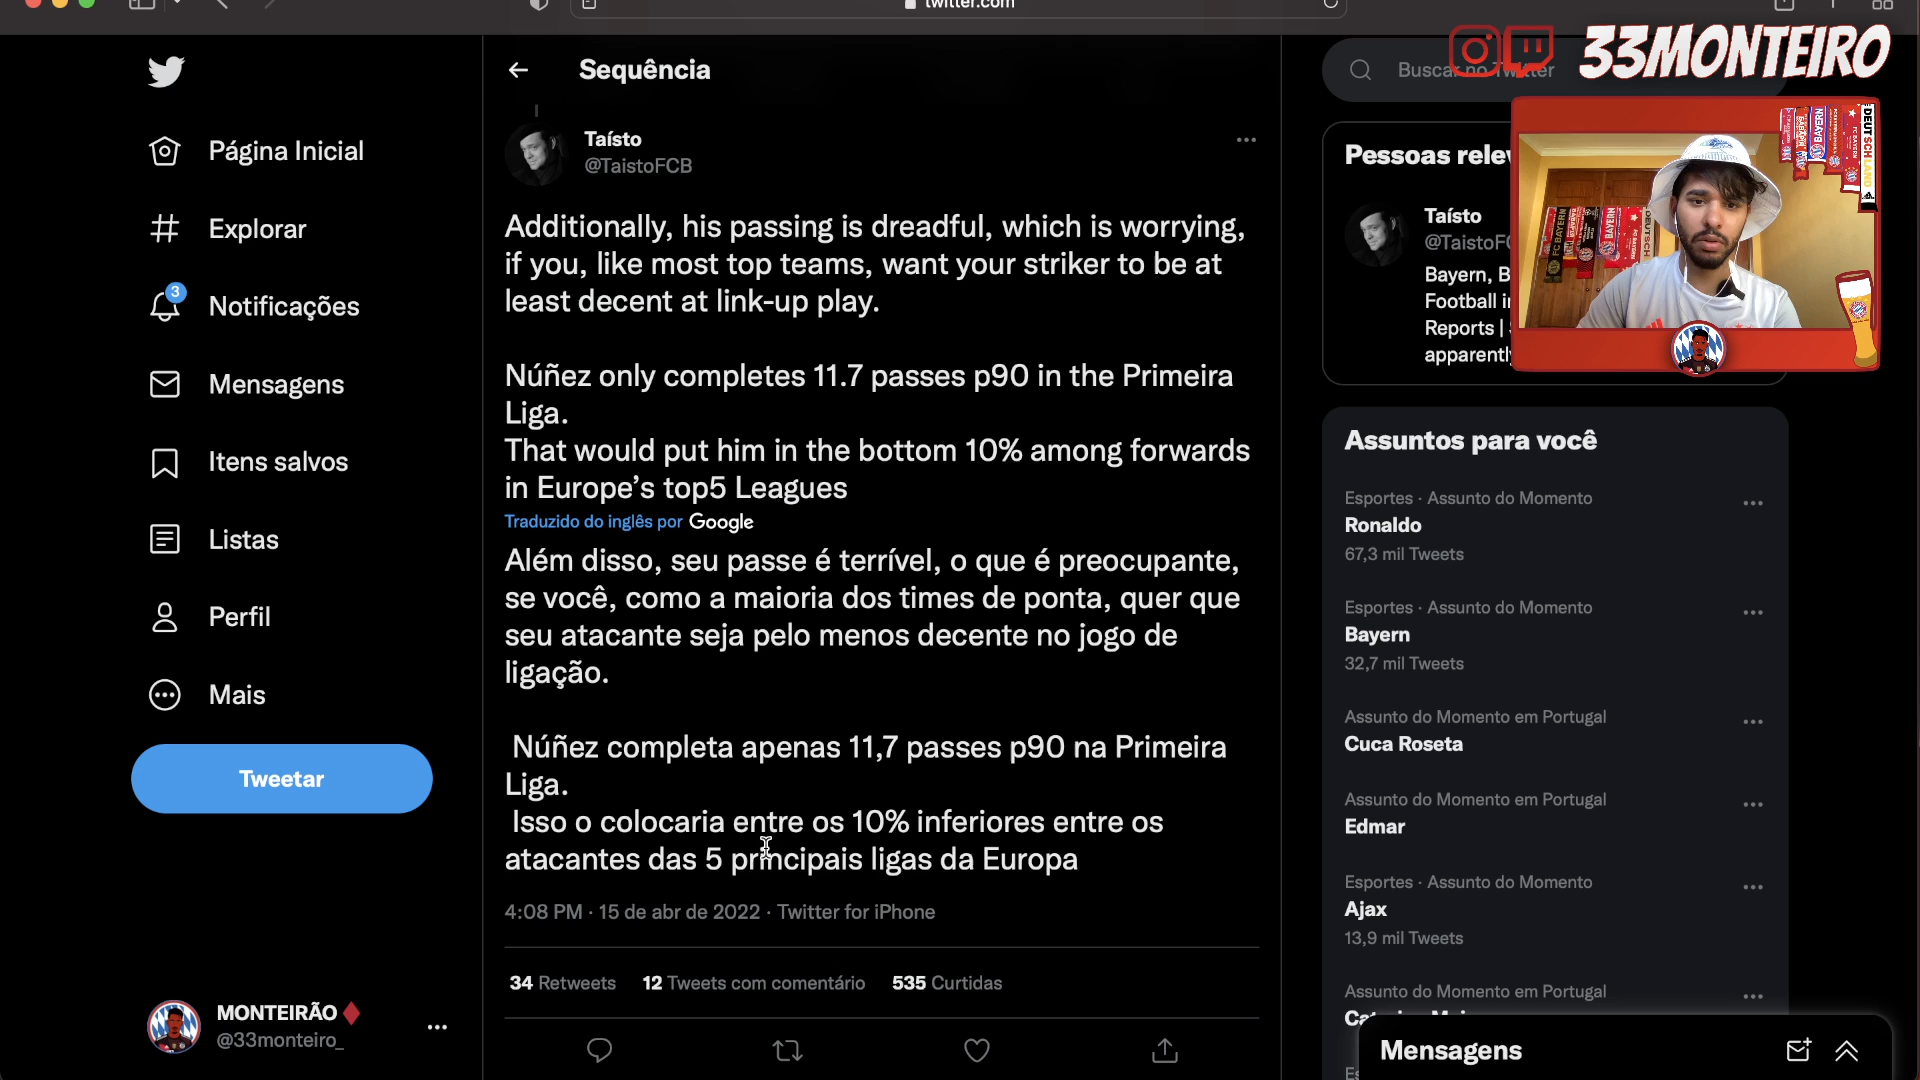 twitter.com
33MONTEIRO
Página Inicial
Explorar
3
Notificações
Mensagens
Itens salvos
Listas
Perfil
Mais
Tweetar
MONTEIRÃO
@33monteiro_
Sequência
Taísto
@TaistoFCB
Additionally, his passing is dreadful, which is worrying,
if you, like most top teams, want your striker to be at
least decent at link-up play.
Núñez only completes 11.7 passes p90 in the Primeira
Liga.
That would put him in the bottom 10% among forwards
in Europe’s top5 Leagues
Traduzido do inglês por Google
Além disso, seu passe é terrível, o que é preocupante,
se você, como a maioria dos times de ponta, quer que
seu atacante seja pelo menos decente no jogo de
ligação.
Núñez completa apenas 11,7 passes p90 na Primeira
Liga.
Isso o colocaria entre os 10% inferiores entre os
atacantes das 5 principais ligas da Europa
4:08 PM · 15 de abr de 2022 · Twitter for iPhone
34 Retweets 12 Tweets com comentário 535 Curtidas
Buscar no Twitter
Pessoas rele
Taísto
@TaistoF
Bayern, B
Football i
Reports |
apparentl
DEUTSCHLAND
BAYERN
FC BAYERN
Assuntos para você
Esportes · Assunto do Momento
Ronaldo
67,3 mil Tweets
Esportes · Assunto do Momento
Bayern
32,7 mil Tweets
Assunto do Momento em Portugal
Cuca Roseta
Assunto do Momento em Portugal
Edmar
Esportes · Assunto do Momento
Ajax
13,9 mil Tweets
Assunto do Momento em Portugal
Mensagens